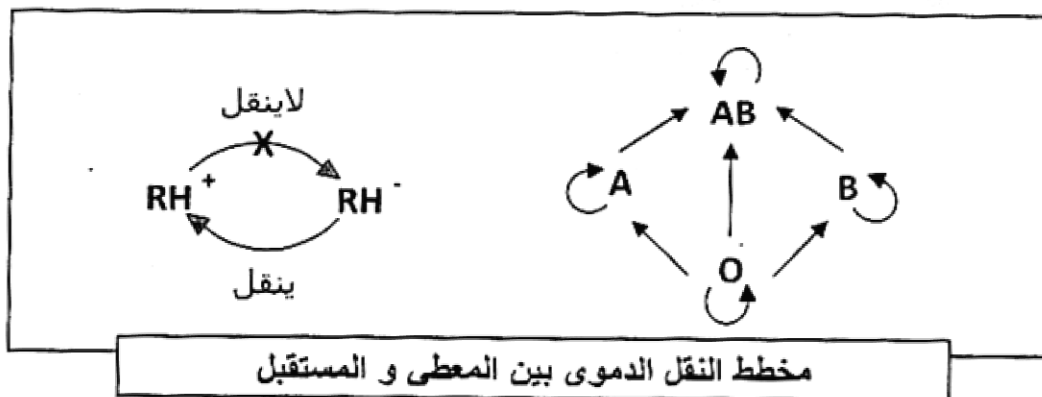 لاينقل
X
RH +
RH -
ينقل
AB
A
B
O
مخطط النقل الدموى بين المعطى و المستقبل